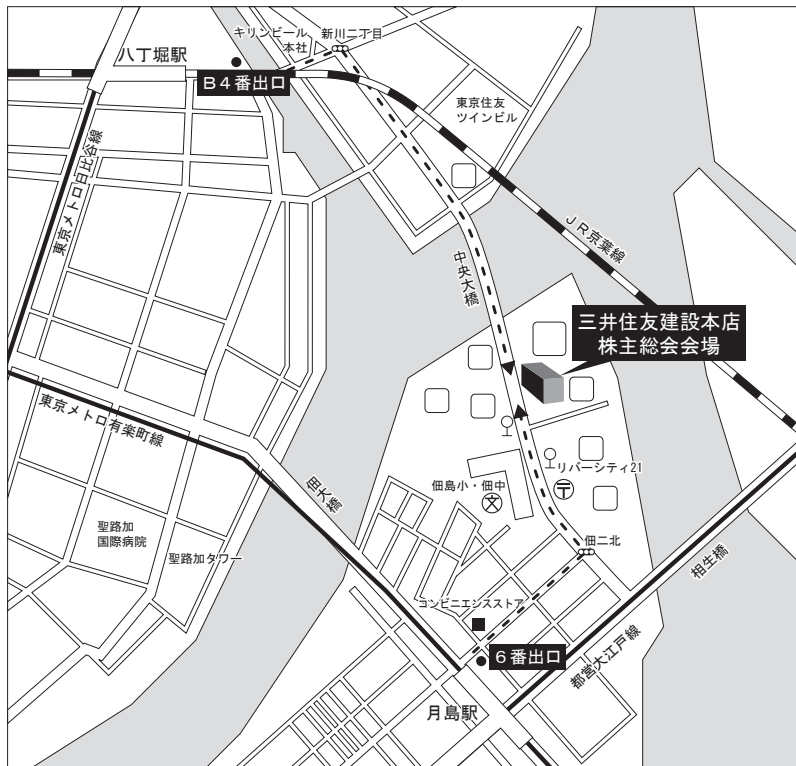 キリンビール
本社
新川二丁目
八丁堀駅
B4番出口
東京住友
ツインビル
東京メトロ日比谷線
JR京葉線
中央大橋
三井住友建設本店
株主総会会場
東京メトロ有楽町線
リバーシティ21
佃島小・佃中
文
〒
佃大橋
聖路加
国際病院
聖路加タワー
佃二北
相生橋
コンビニエンスストア
6番出口
都営大江戸線
月島駅